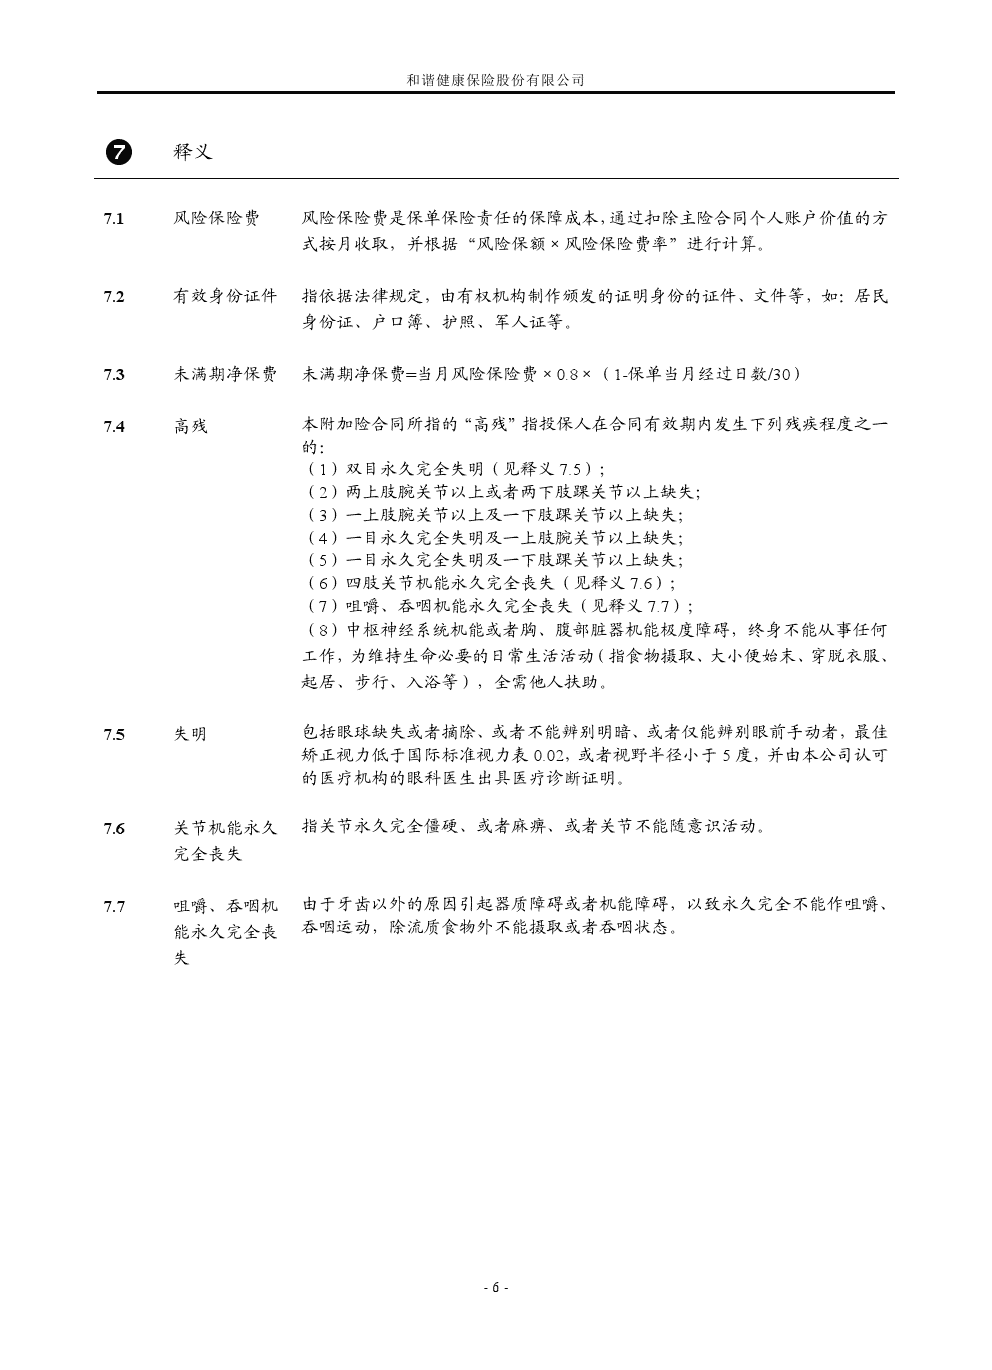 和谐健康保险股份有限公司
7 释义
7.1 风险保险费 风险保险费是保单保险责任的保障成本，通过扣除主险合同个人账户价值的方
式按月收取，并根据“风险保额×风险保险费率”进行计算。
7.2 有效身份证件 指依据法律规定，由有权机构制作颁发的证明身份的证件、文件等，如：居民
身份证、户口簿、护照、军人证等。
7.3 未满期净保费 未满期净保费=当月风险保险费×0.8×（1-保单当月经过日数/30）
7.4 高残 本附加险合同所指的“高残”指投保人在合同有效期内发生下列残疾程度之一
的：
（1）双目永久完全失明（见释义 7.5）；
（2）两上肢腕关节以上或者两下肢踝关节以上缺失；
（3）一上肢腕关节以上及一下肢踝关节以上缺失；
（4）一目永久完全失明及一上肢腕关节以上缺失；
（5）一目永久完全失明及一下肢踝关节以上缺失；
（6）四肢关节机能永久完全丧失（见释义 7.6）；
（7）咀嚼、吞咽机能永久完全丧失（见释义 7.7）；
（8）中枢神经系统机能或者胸、腹部脏器机能极度障碍，终身不能从事任何
工作，为维持生命必要的日常生活活动（指食物摄取、大小便始末、穿脱衣服、
起居、步行、入浴等），全需他人扶助。
7.5 失明 包括眼球缺失或者摘除、或者不能辨别明暗、或者仅能辨别眼前手动者，最佳
矫正视力低于国际标准视力表 0.02，或者视野半径小于 5 度，并由本公司认可
的医疗机构的眼科医生出具医疗诊断证明。
7.6 关节机能永久 指关节永久完全僵硬、或者麻痹、或者关节不能随意识活动。
完全丧失
7.7 咀嚼、吞咽机 由于牙齿以外的原因引起器质障碍或者机能障碍，以致永久完全不能作咀嚼、
能永久完全丧 吞咽运动，除流质食物外不能摄取或者吞咽状态。
失
- 6 -